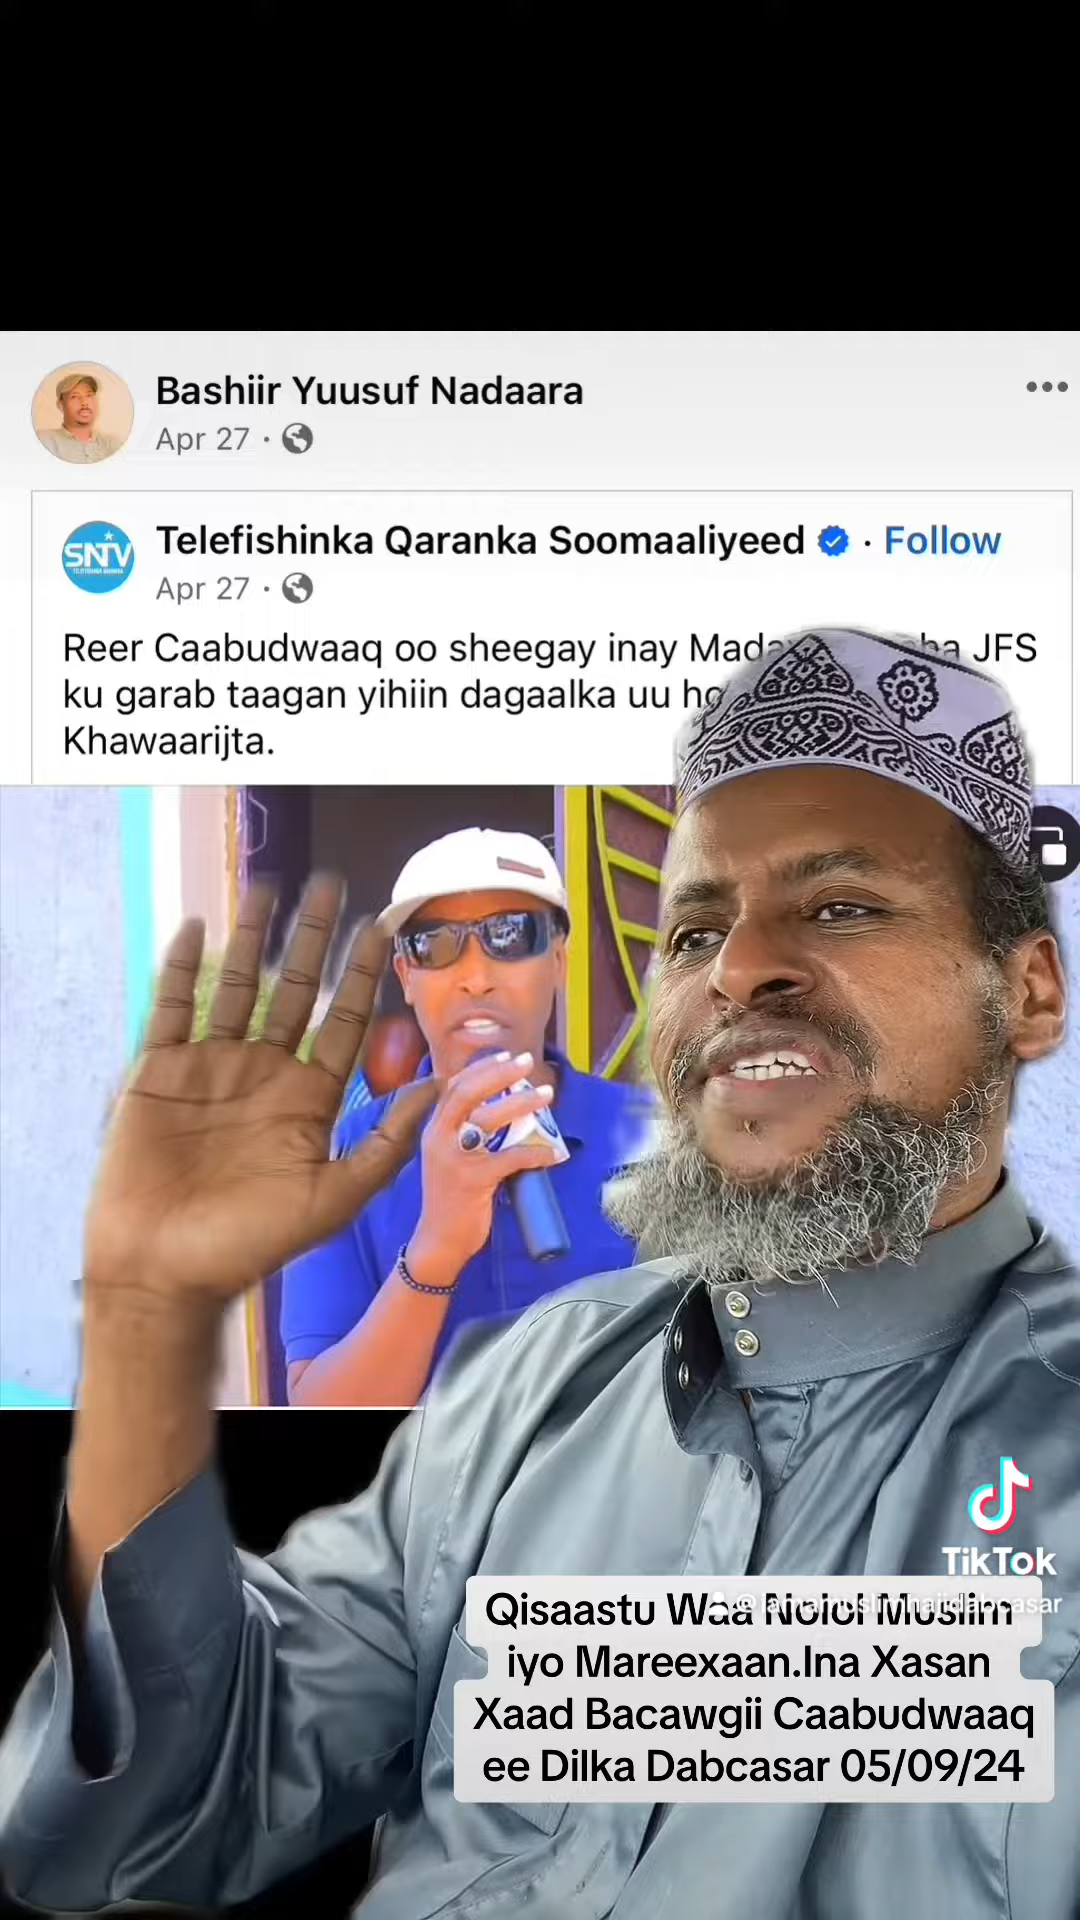 Bashiir Yuusuf Nadaara
Apr 27 ·
SNTV
Telefishinka Qaranka Soomaaliyeed · Follow
Apr 27 ·
Reer Caabudwaaq oo sheegay inay JFS
ku garab taagan yihiin dagaalka uu
Khawaarijta.
TikTok
Qisaastu Waa Nolol Muslim
iyo Mareexaan.Ina Xasan
Xaad Bacawgii Caabudwaaq
ee Dilka Dabcasar 05/09/24